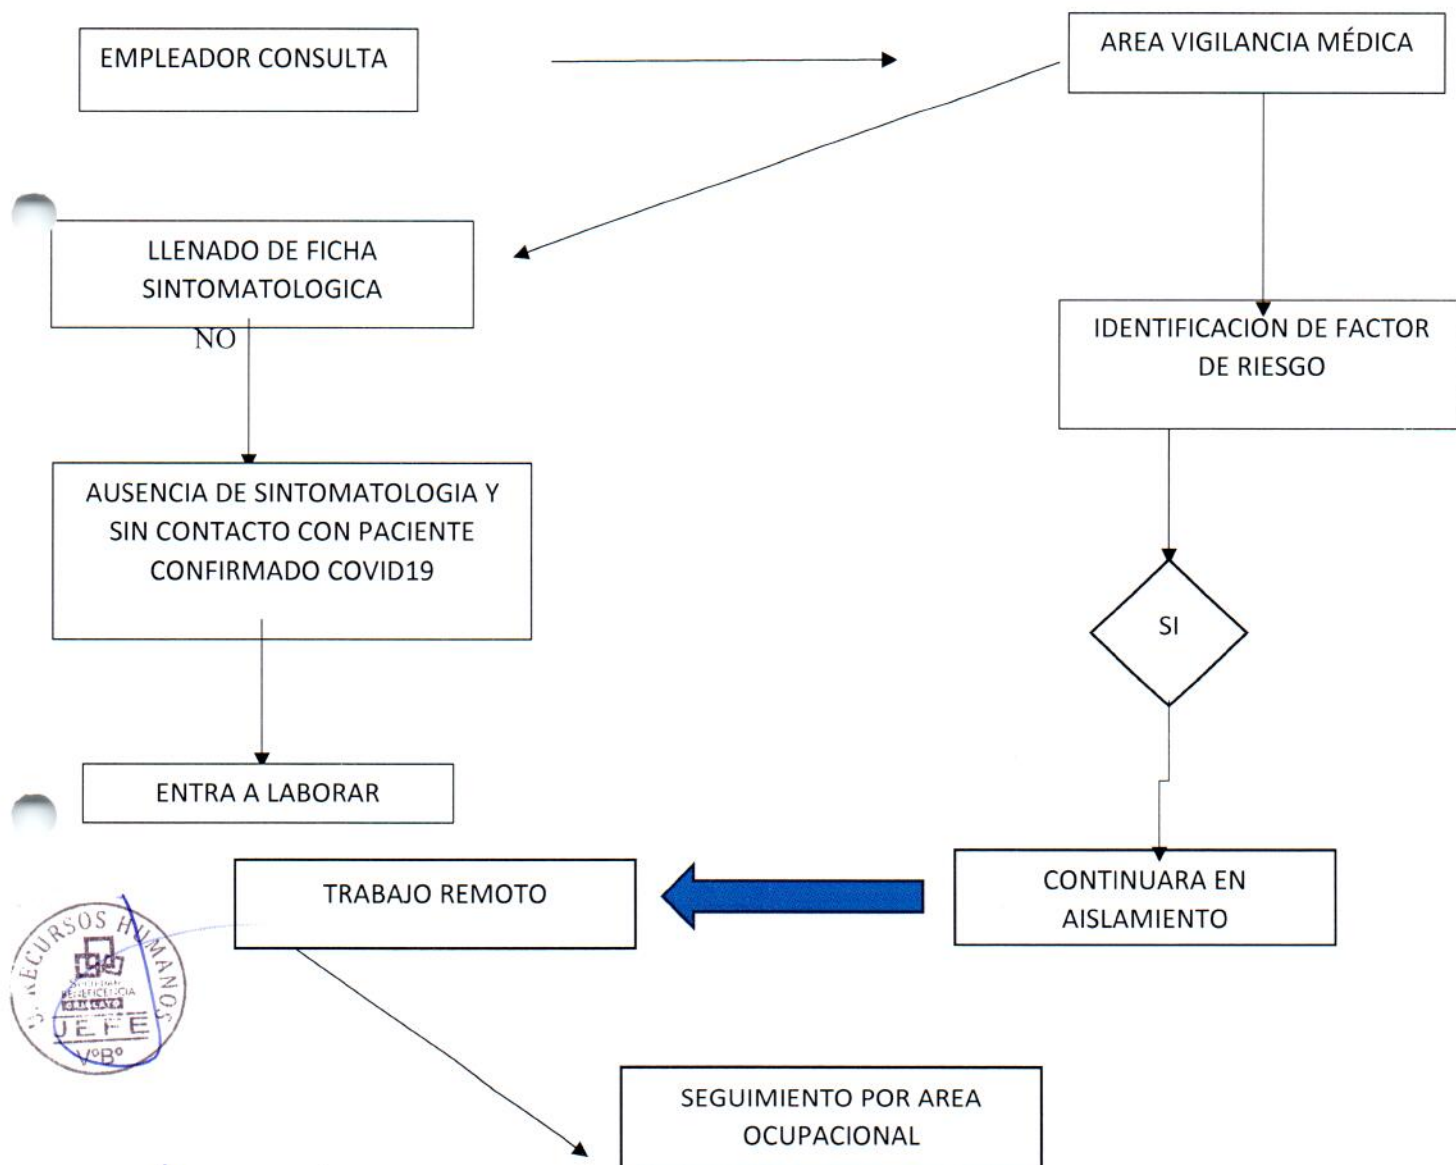 EMPLEADOR CONSULTA
AREA VIGILANCIA MÉDICA
LLENADO DE FICHA
SINTOMATOLOGICA
NO
IDENTIFICACION DE FACTOR
DE RIESGO
AUSENCIA DE SINTOMATOLOGIA Y
SIN CONTACTO CON PACIENTE
CONFIRMADO COVID19
SI
ENTRA A LABORAR
TRABAJO REMOTO
CONTINUARA EN
AISLAMIENTO
RECURSOS HUMANOS
BENEFICENCIA
JEFE
VºBº
SEGUIMIENTO POR AREA
OCUPACIONAL